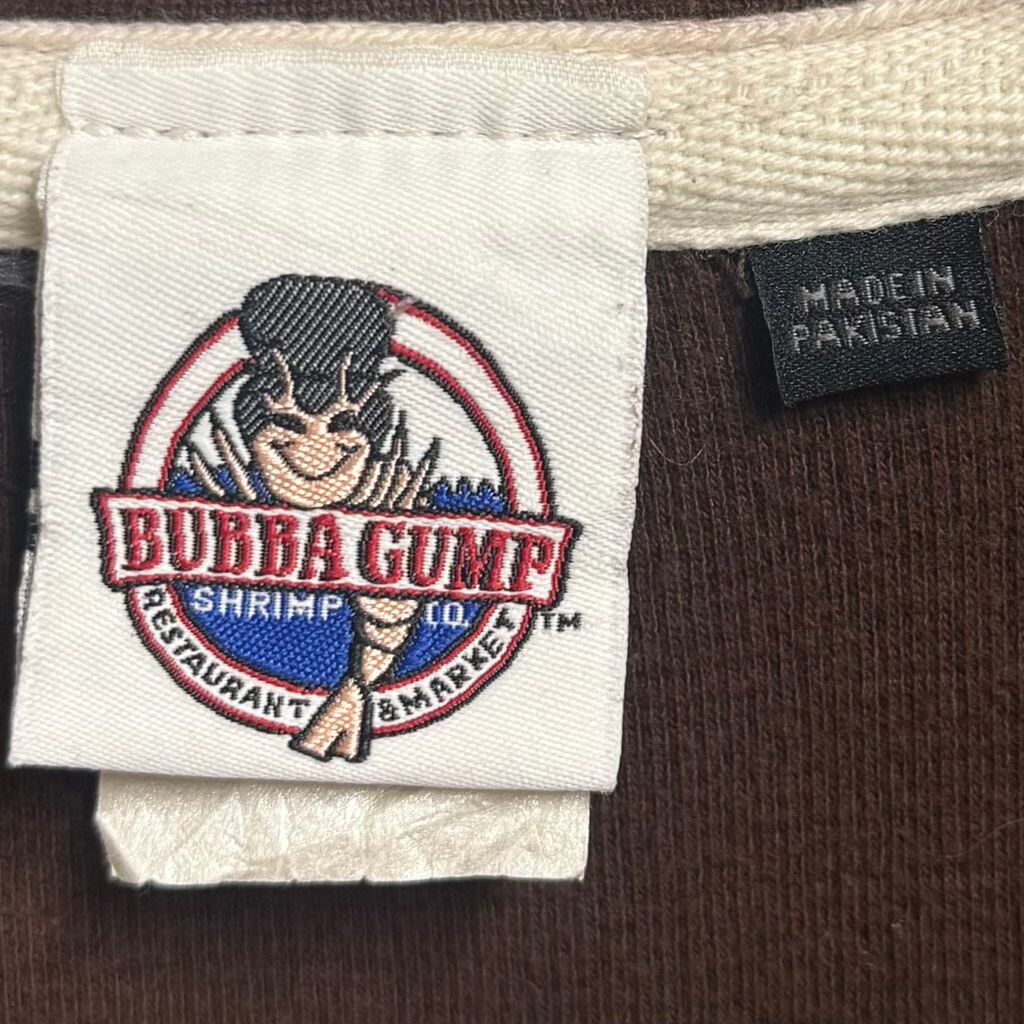 BUBBA GUMP
SHRIMP CO.
RESTAURANT & MARKET
TM
MADE IN
PAKISTAN